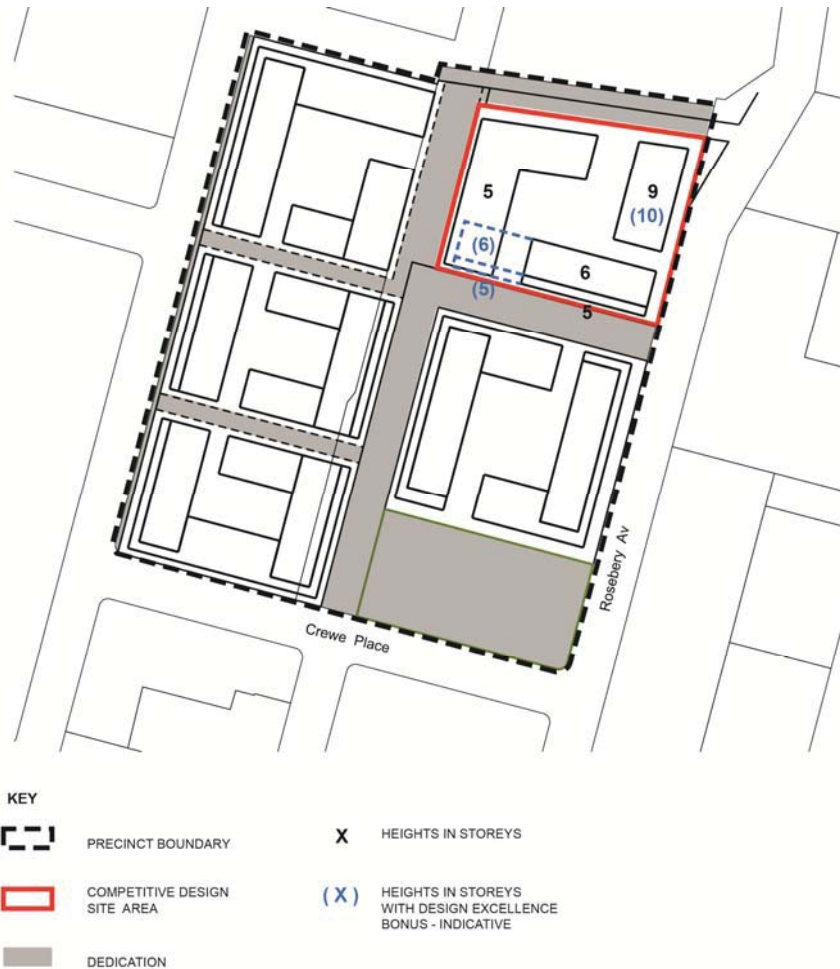 5
9
(10)
(6)
6
(5)
5
Rosebery Av
Crewe Place
KEY
PRECINCT BOUNDARY
X HEIGHTS IN STOREYS
COMPETITIVE DESIGN
SITE AREA
(X) HEIGHTS IN STOREYS
WITH DESIGN EXCELLENCE
BONUS - INDICATIVE
DEDICATION